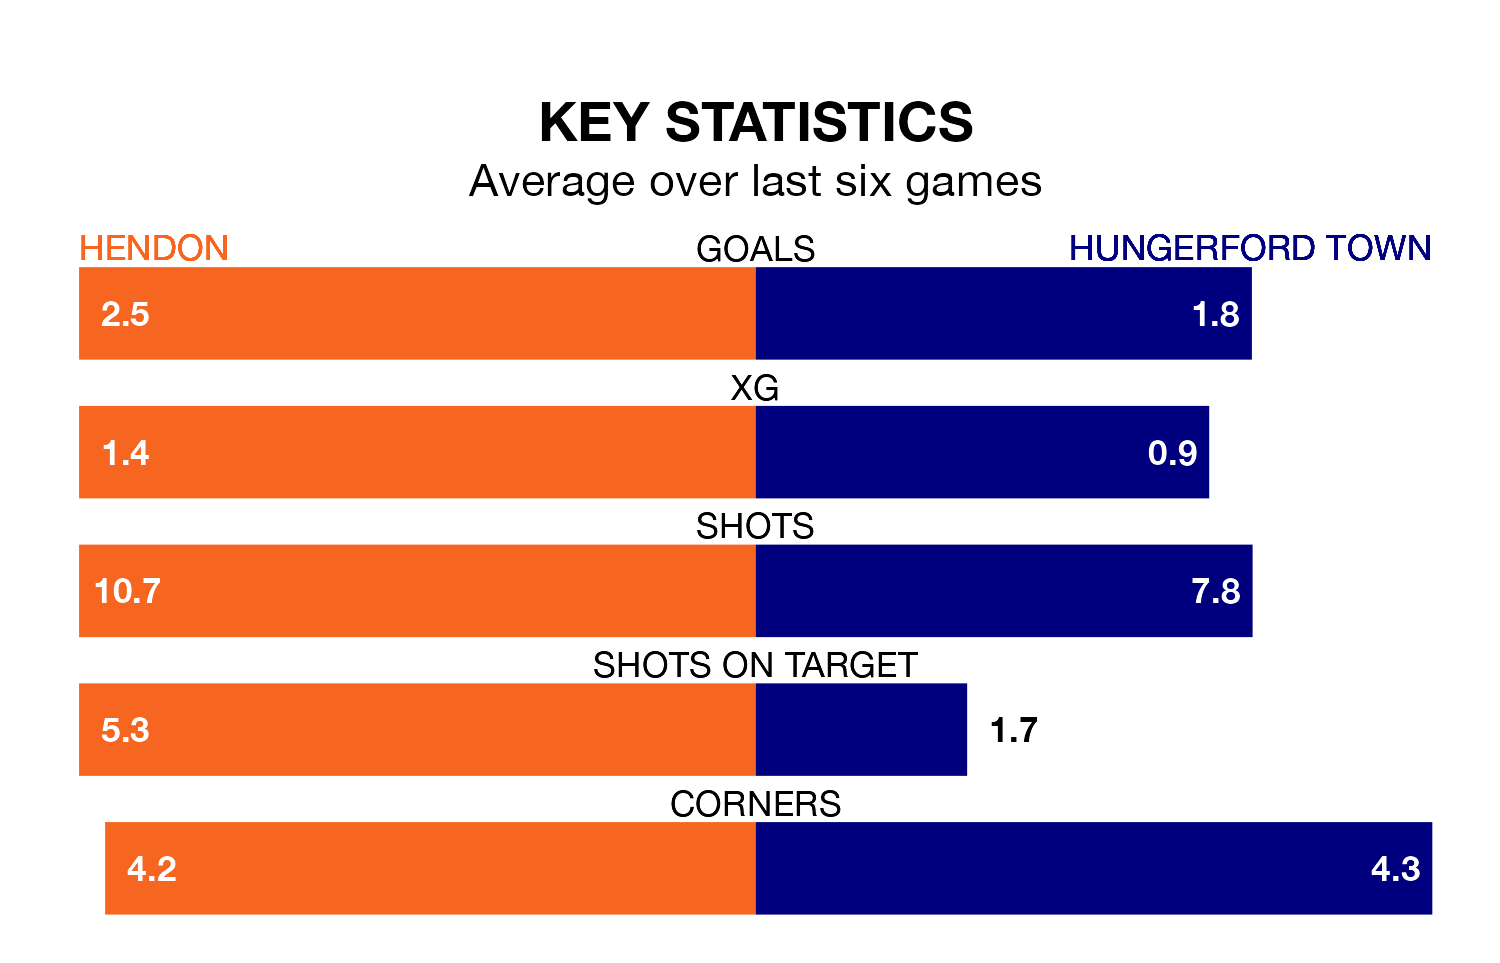 KEY STATISTICS
Average over last six games
HENDON GOALS HUNGERFORD TOWN
2.5 1.8
XG
1.4 0.9
SHOTS
10.7 7.8
SHOTS ON TARGET
5.3 1.7
CORNERS
4.2 4.3